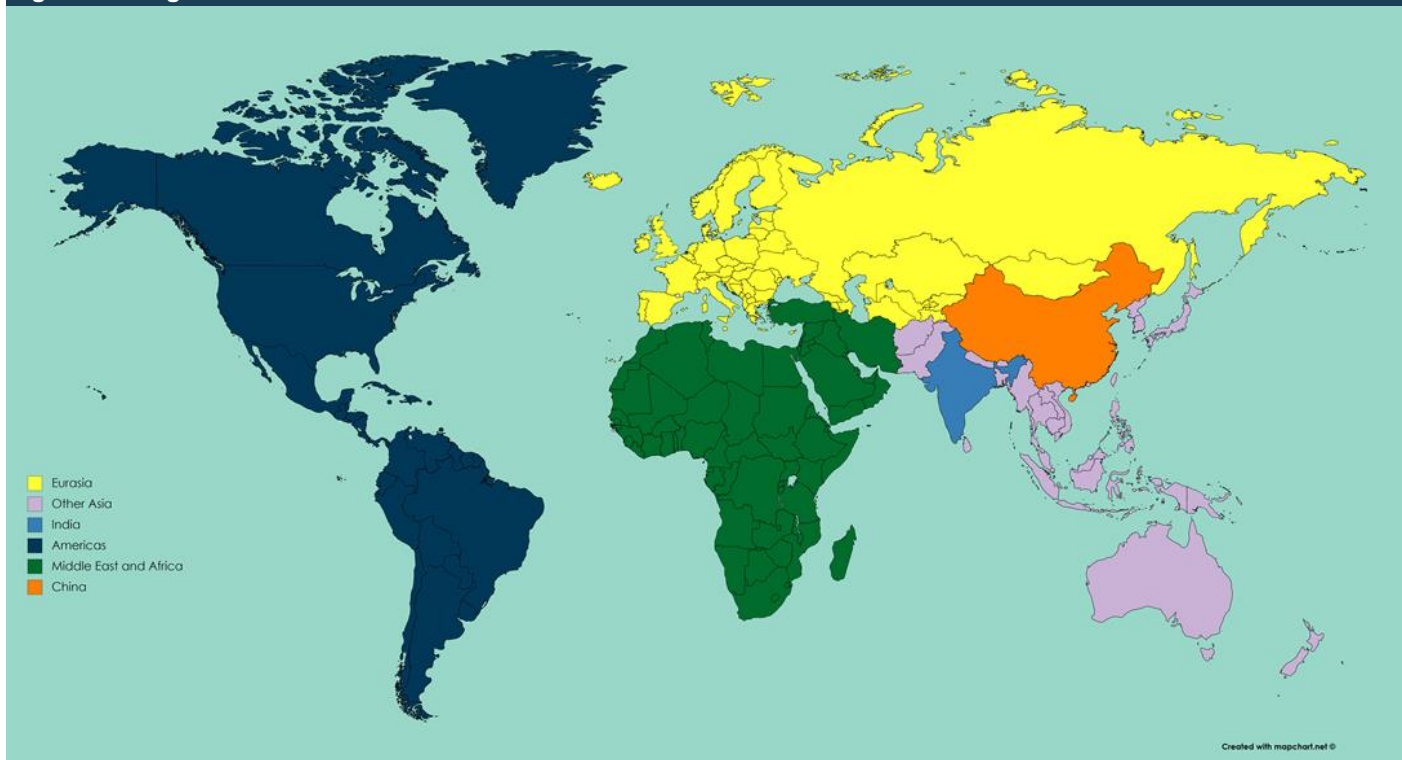 Eurasia
Other Asia
India
Americas
Middle East and Africa
China
Created with mapchart.net ©